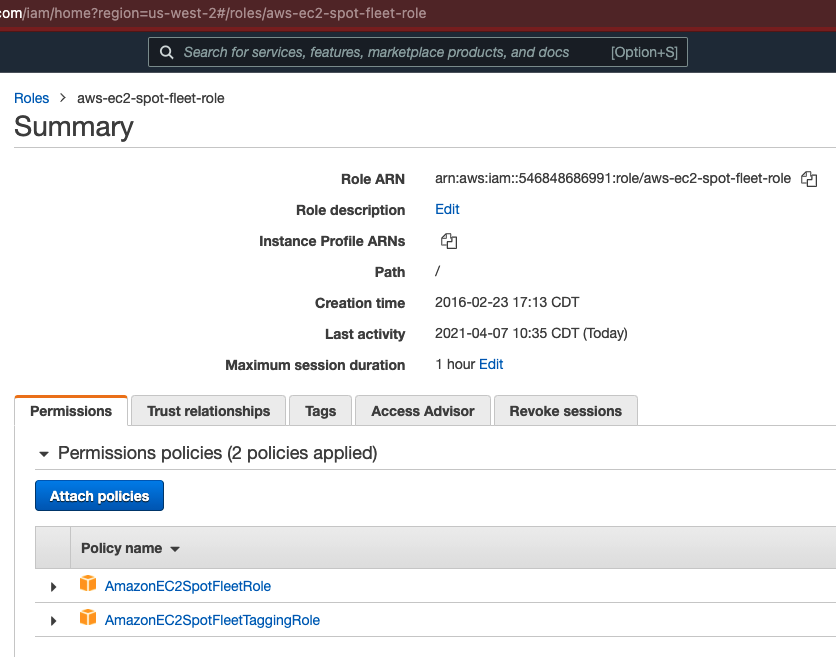 com/iam/home?region=us-west-2#/roles/aws-ec2-spot-fleet-role
Search for services, features, marketplace products, and docs [Option+S]
Roles > aws-ec2-spot-fleet-role
Summary
Role ARN arn:aws:iam::546848686991:role/aws-ec2-spot-fleet-role
Role description Edit
Instance Profile ARNs
Path /
Creation time 2016-02-23 17:13 CDT
Last activity 2021-04-07 10:35 CDT (Today)
Maximum session duration 1 hour Edit
Permissions Trust relationships Tags Access Advisor Revoke sessions
Permissions policies (2 policies applied)
Attach policies
Policy name
AmazonEC2SpotFleetRole
AmazonEC2SpotFleetTaggingRole